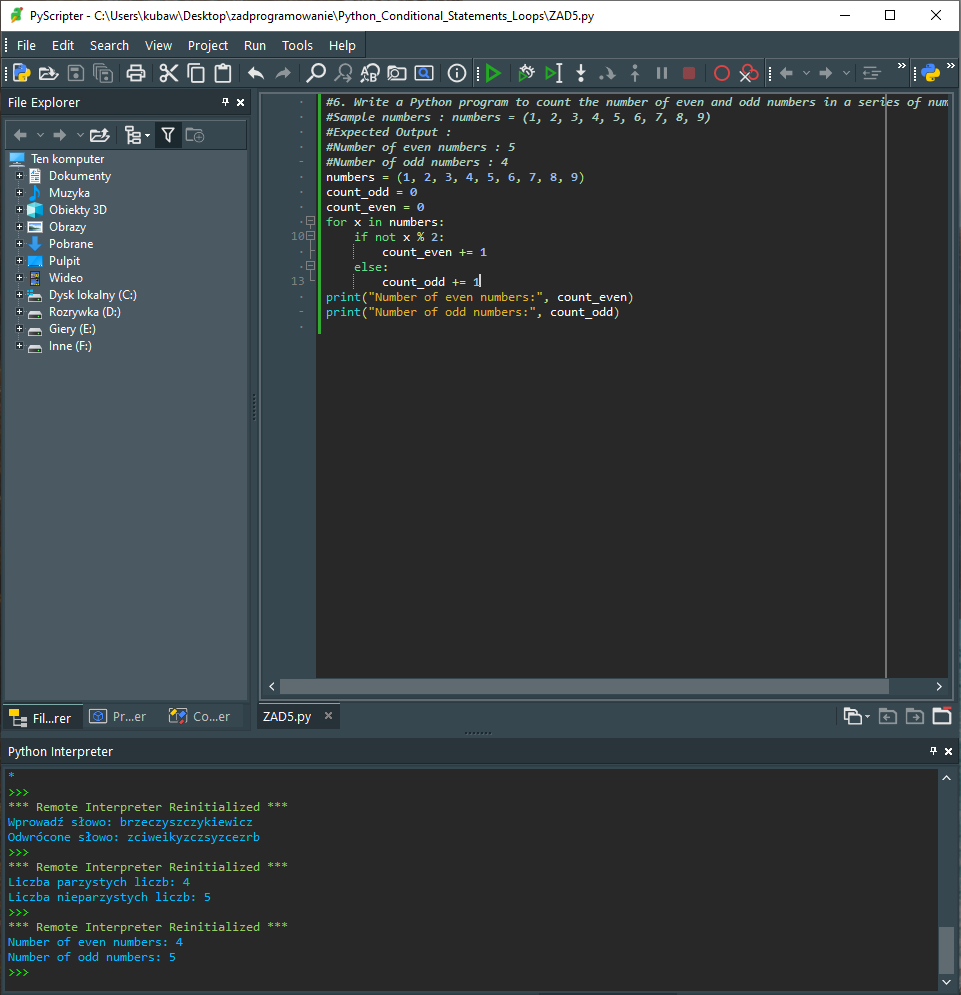 PyScripter - C:\Users\kubaw\Desktop\zadprogramowanie\Python_Conditional_Statements_Loops\ZAD5.py
File Edit Search View Project Run Tools Help
File Explorer
Ten komputer
Dokumenty
Muzyka
Obiekty 3D
Obrazy
Pobrane
Pulpit
Wideo
Dysk lokalny (C:)
Rozrywka (D:)
Giery (E:)
Inne (F:)
Fil...rer Pr...er Co...er
#6. Write a Python program to count the number of even and odd numbers in a series of num
#Sample numbers : numbers = (1, 2, 3, 4, 5, 6, 7, 8, 9)
#Expected Output :
#Number of even numbers : 5
#Number of odd numbers : 4
numbers = (1, 2, 3, 4, 5, 6, 7, 8, 9)
count_odd = 0
count_even = 0
for x in numbers:
10 if not x % 2:
count_even += 1
else:
13 count_odd += 1
print("Number of even numbers:", count_even)
print("Number of odd numbers:", count_odd)
ZAD5.py
Python Interpreter
*
>>>
*** Remote Interpreter Reinitialized ***
Wprowadź słowo: brzeczyszczykiewicz
Odwrócone słowo: zciweikyzczsyzcezrb
>>>
*** Remote Interpreter Reinitialized ***
Liczba parzystych liczb: 4
Liczba nieparzystych liczb: 5
>>>
*** Remote Interpreter Reinitialized ***
Number of even numbers: 4
Number of odd numbers: 5
>>>